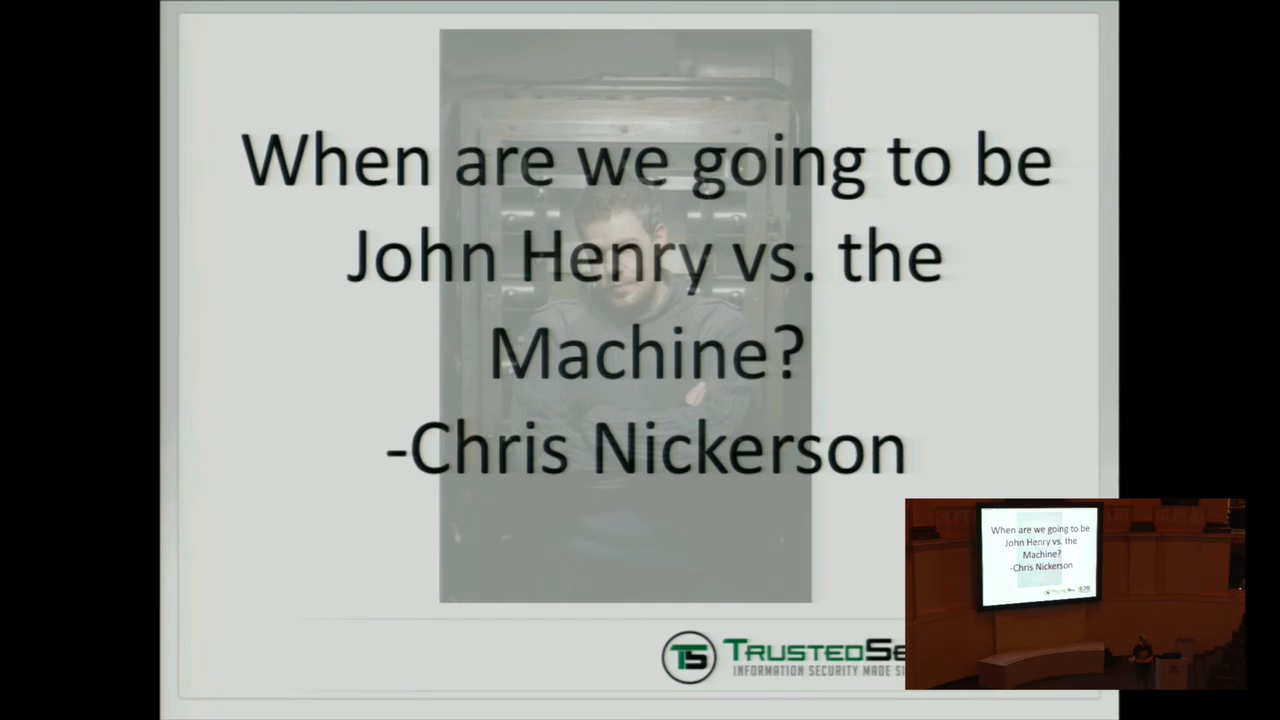 When are we going to be
John Henry vs. the
Machine?
-Chris Nickerson
TRUSTEDSE
INFORMATION SECURITY MADE SI
When are we going to be
John Henry vs. the
Machine?
-Chris Nickerson